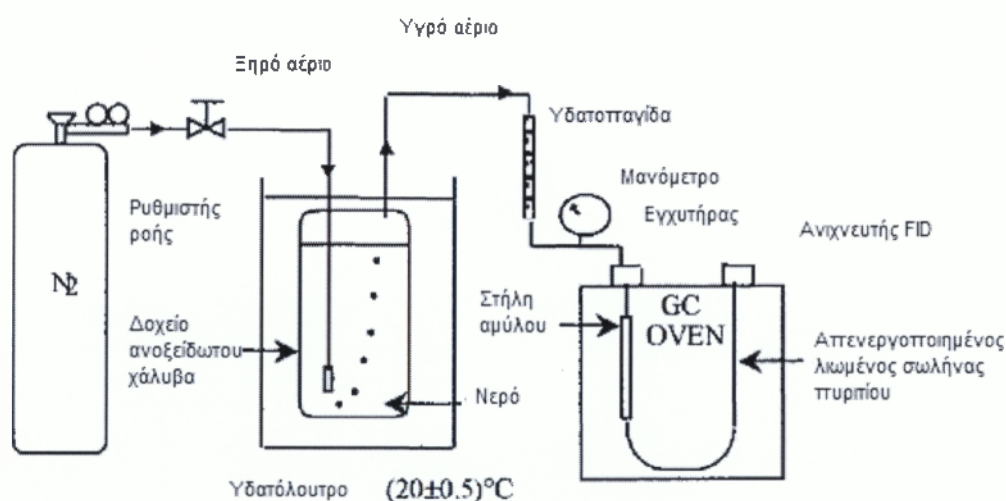 Υγρό αέριο
Ξηρό αέριο
Υδατοπαγίδα
Μανόμετρο
Ρυθμιστής
ροής
Εγχυτήρας
Ανιχνευτής FID
N2
Στήλη
αμύλου
GC
OVEN
Δοχείο
ανοξείδωτου
χάλυβα
Απενεργοποιημένος
λιωμένος σωλήνας
πυριτίου
Νερό
Υδατόλουτρο (20±0.5)°C